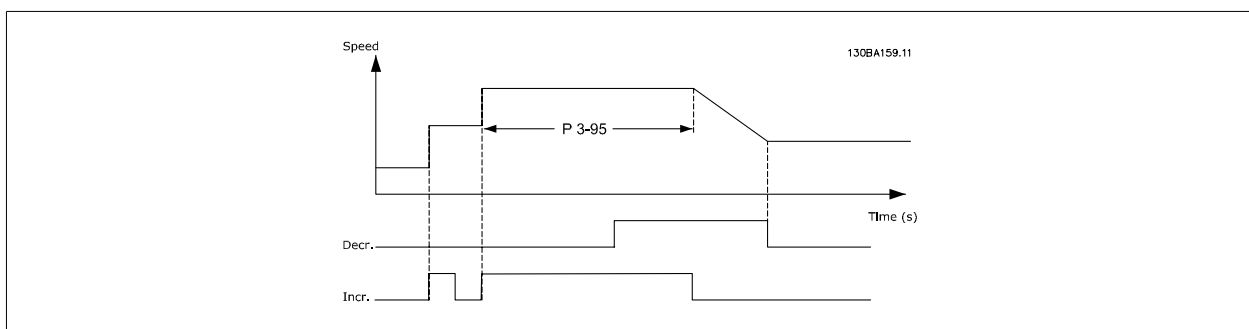 Speed
130BA159.11
P 3-95
Time (s)
Decr.
Incr.